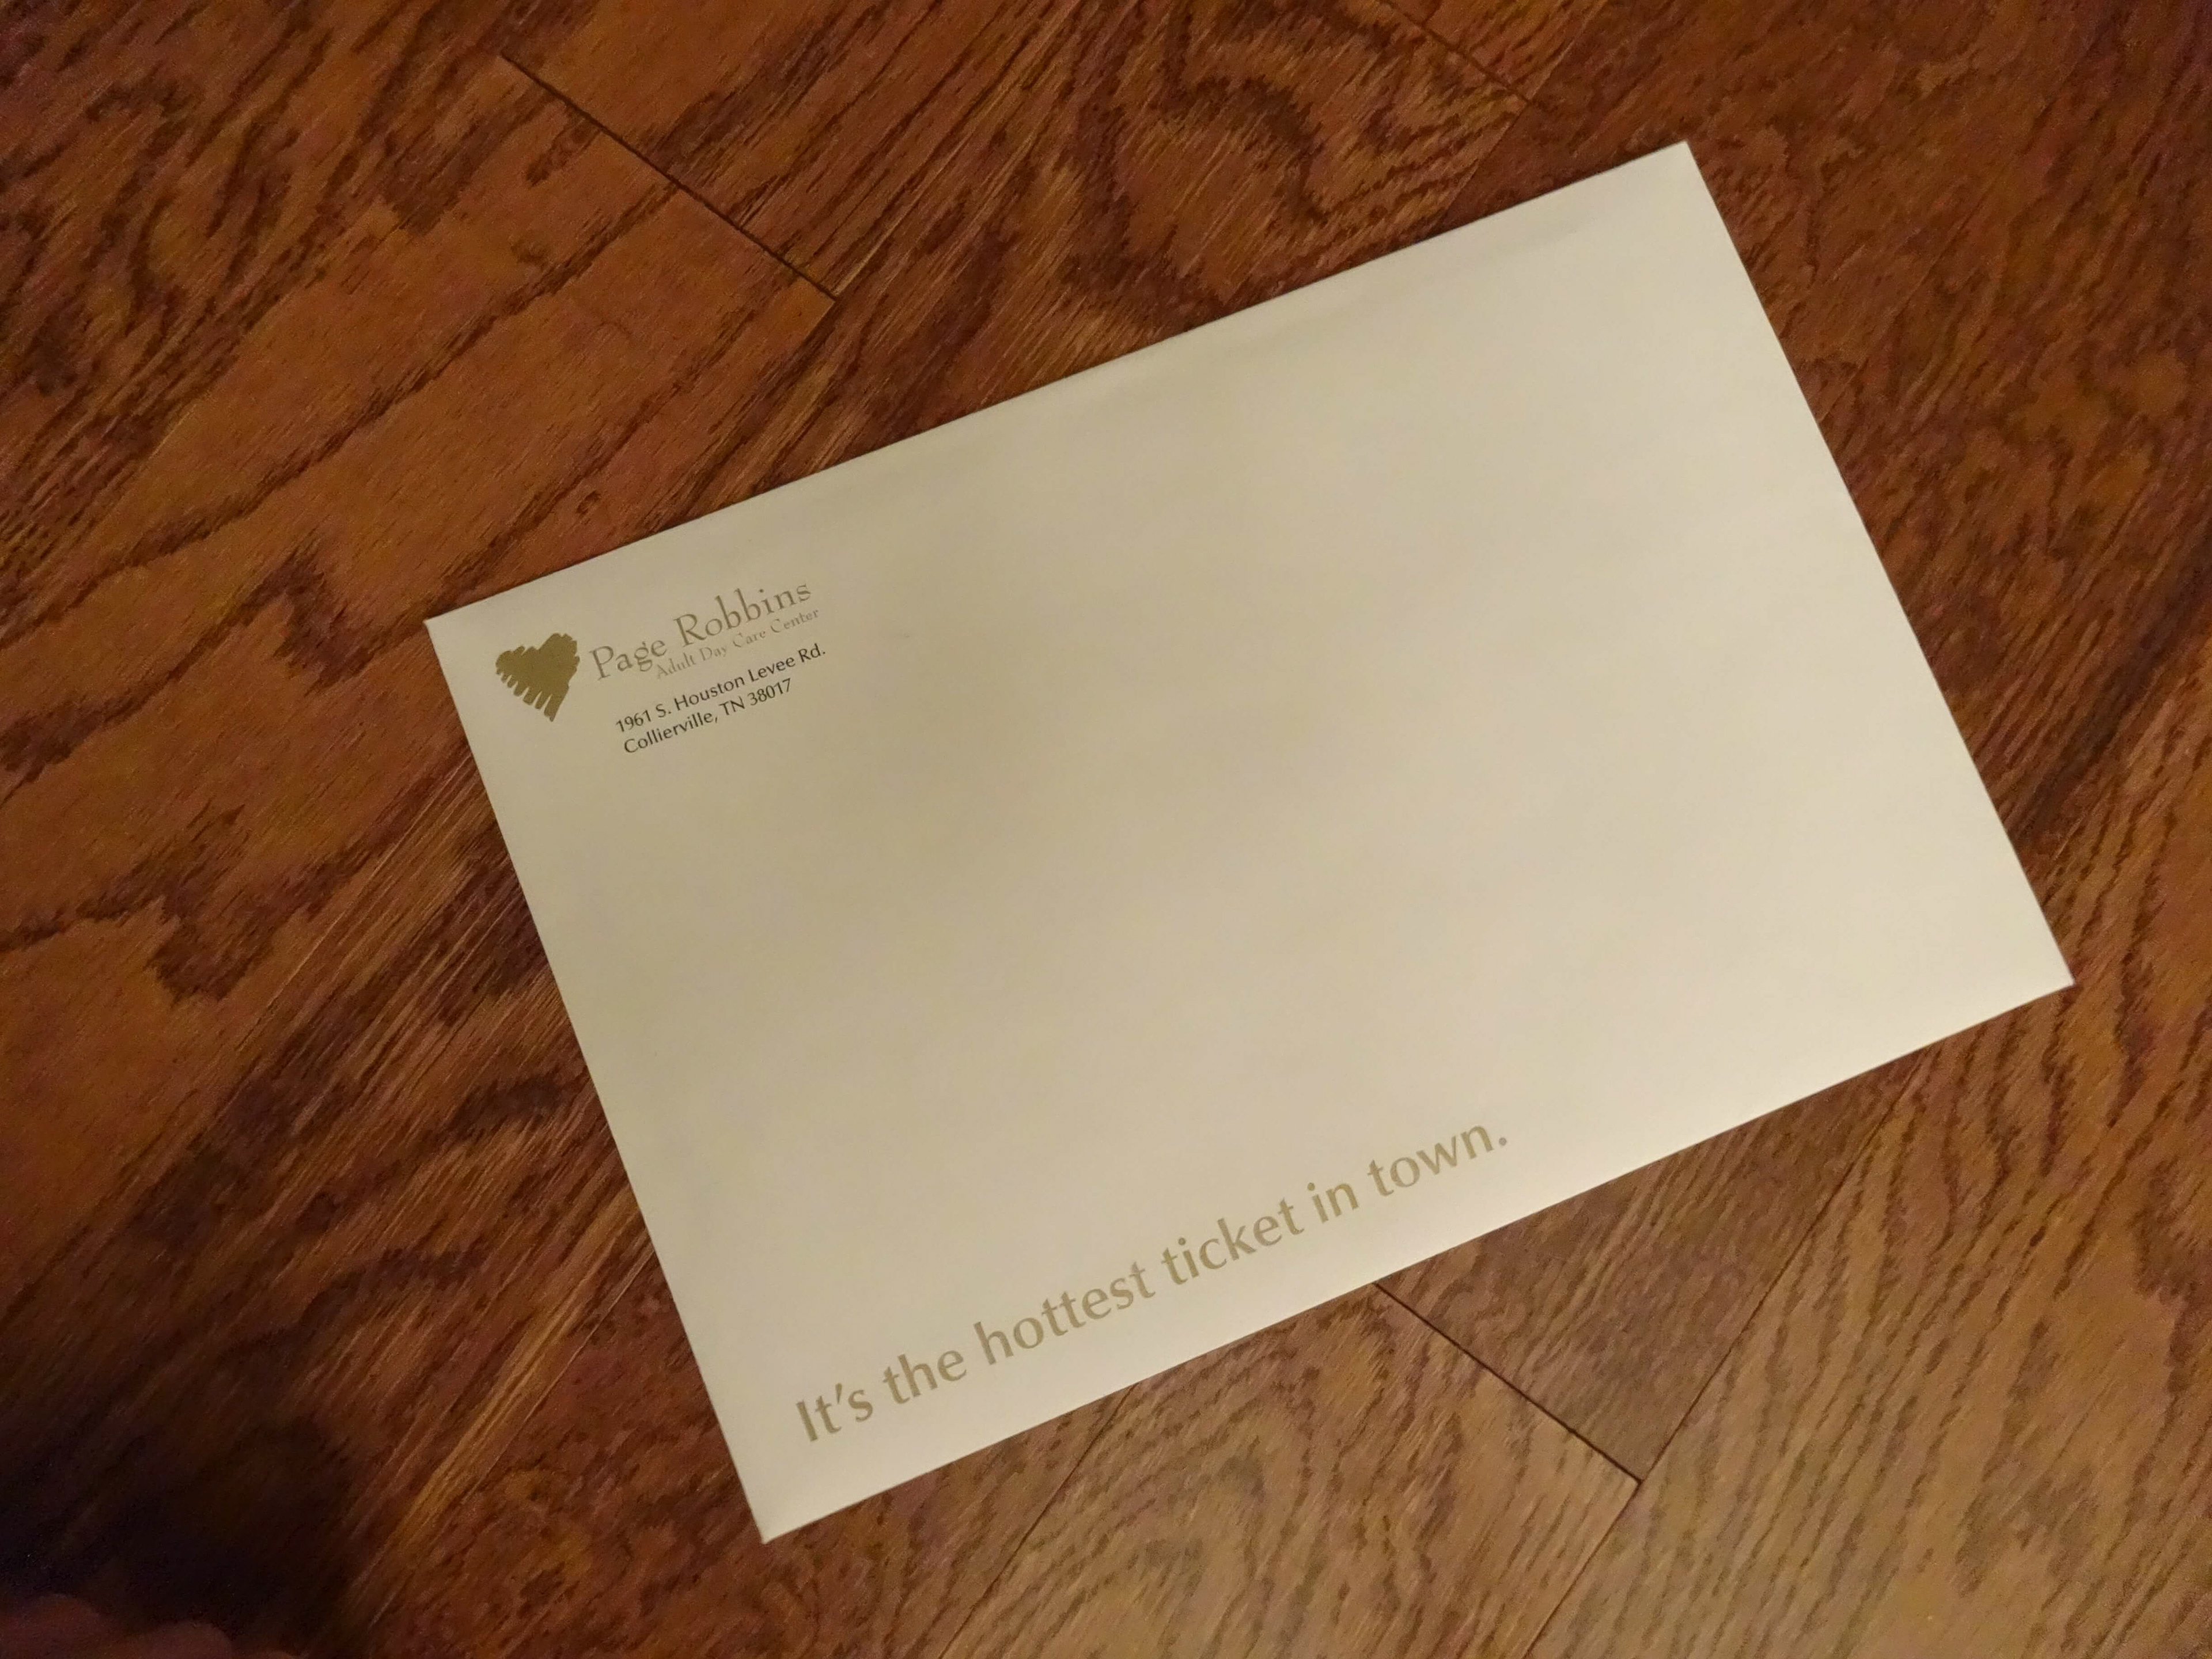 Page Robbins
Adult Day Care Center
1961 S. Houston Levee Rd.
Collierville, TN 38017
It's the hottest ticket in town.